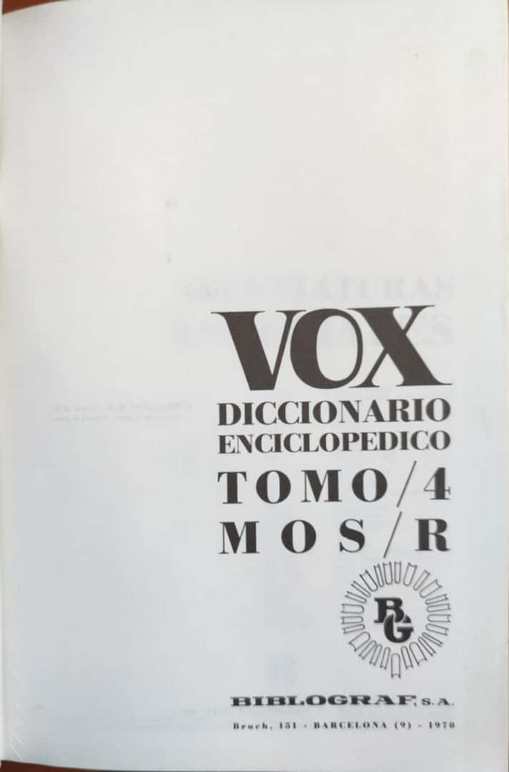 VOX
DICCIONARIO
ENCICLOPEDICO
TOMO/4
MOS/R
BG
BIBLOGRAF, S.A.
Bruch, 151 - BARCELONA (9) - 1970